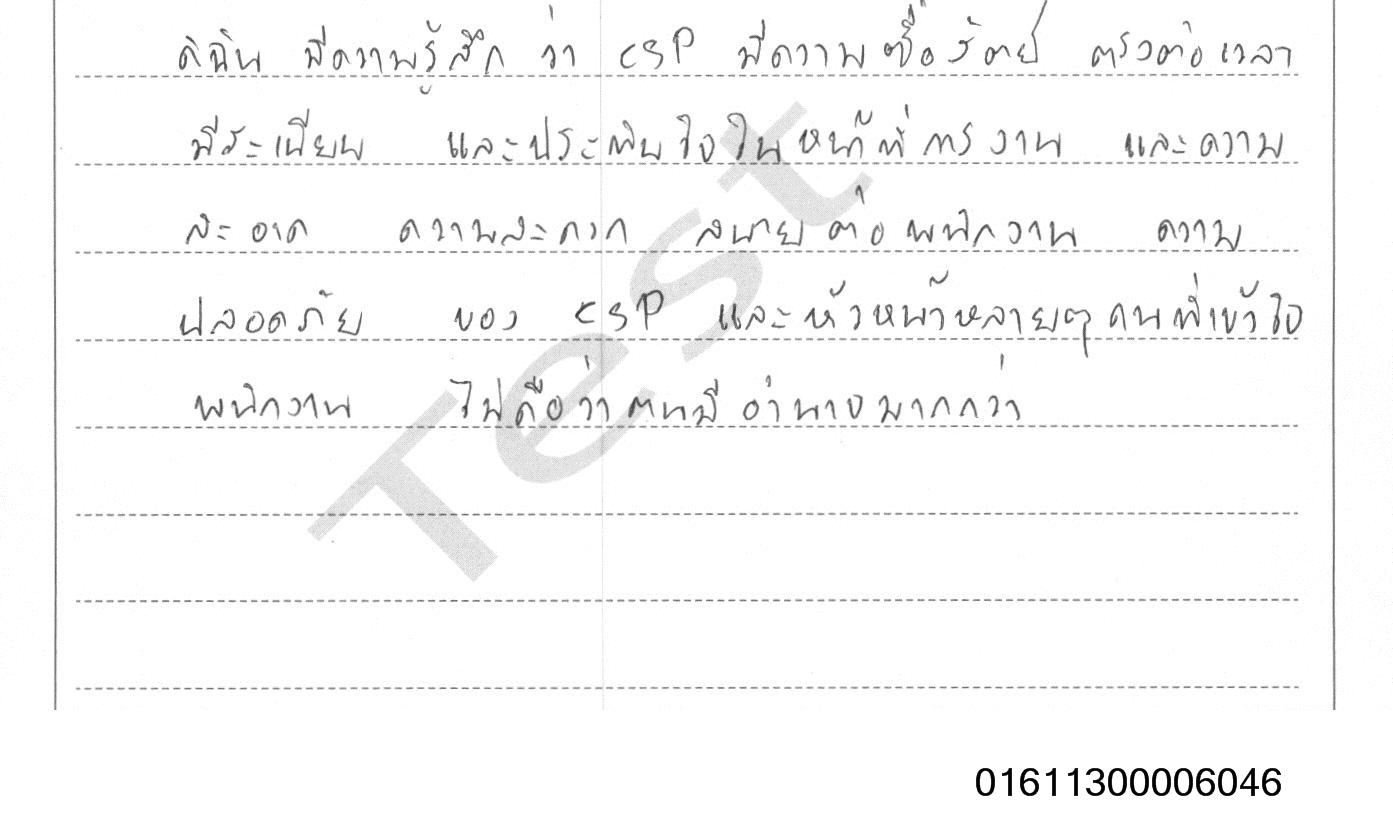 ดิฉัน มีความรู้สึก ว่า CSP มีความซื่อสัตย์ ตรงต่อเวลา
มีระเบียบ และประทับใจในหน้าที่การงาน และความ
สะอาด ความสะดวก สบายต่อพนักงาน ความ
ปลอดภัย ของ CSP และหัวหน้าหลายๆคนที่เข้าใจ
พนักงาน ไม่ถือว่าตนมีอำนาจมากกว่า
Test
01611300006046